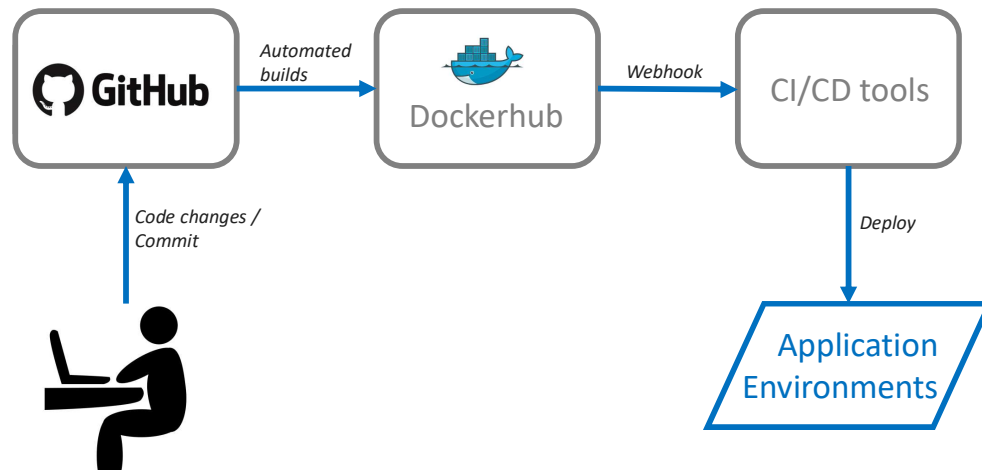 GitHub
Automated
builds
Dockerhub
Webhook
CI/CD tools
Code changes /
Commit
Deploy
Application
Environments